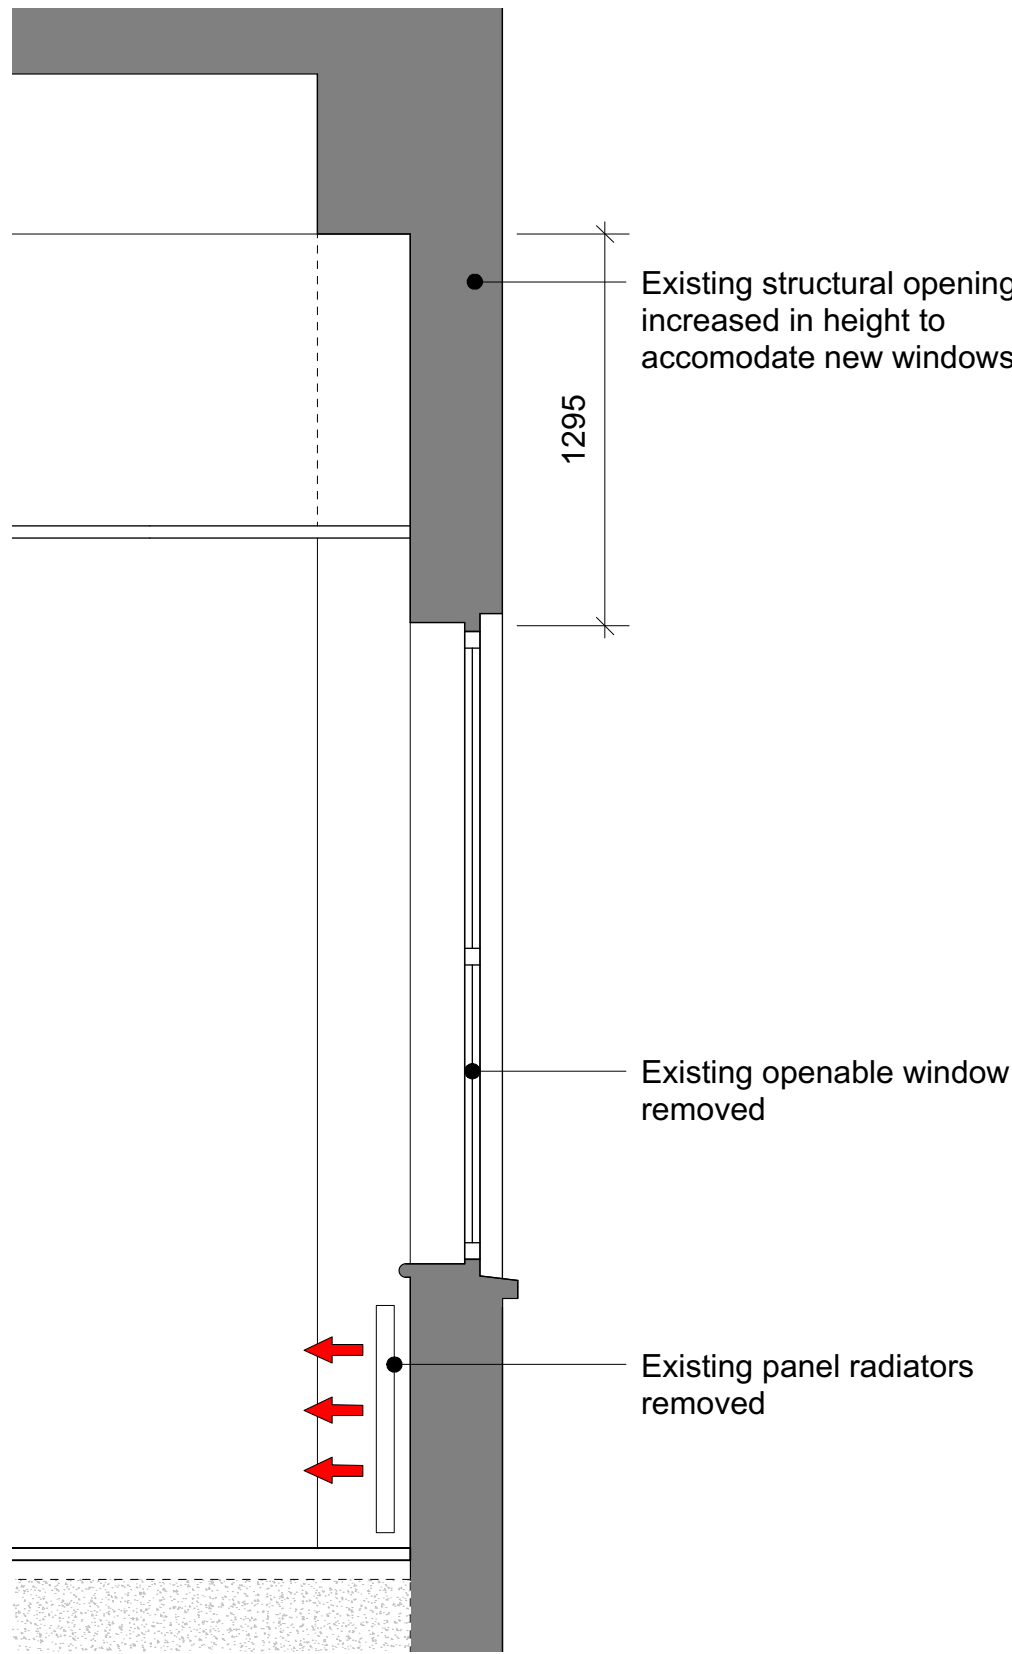 Existing structural opening
increased in height to
accomodate new windows
1295
Existing openable window
removed
Existing panel radiators
removed